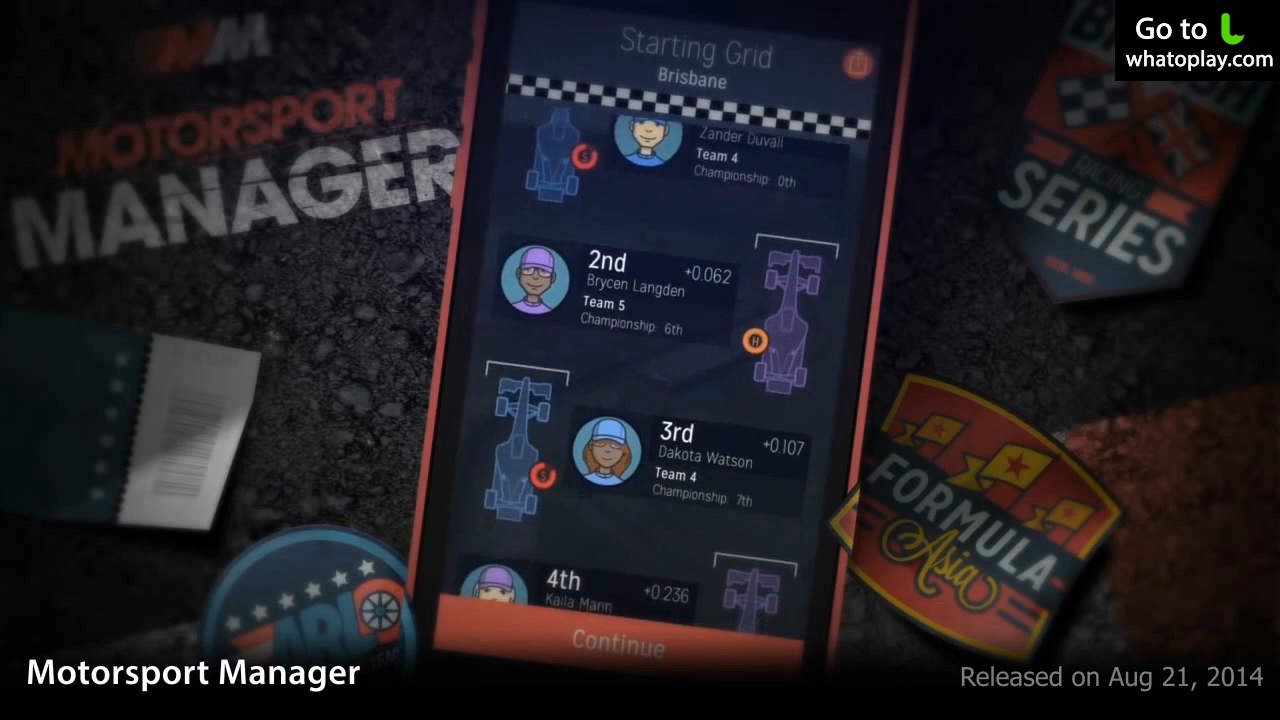 Go to
whatoplay.com
MM
MOTORSPORT
MANAGER
Starting Grid
Brisbane
Zander Duvall
Team 4
Championship: 0th
S
2nd
+0.062
Brycen Langden
Team 5
Championship: 6th
H
3rd
+0.107
Dakota Watson
Team 4
Championship: 7th
S
4th
+0.236
Kaila Mann
Continue
RACING
SERIES
FORMULA
Asia
Motorsport Manager
Released on Aug 21, 2014